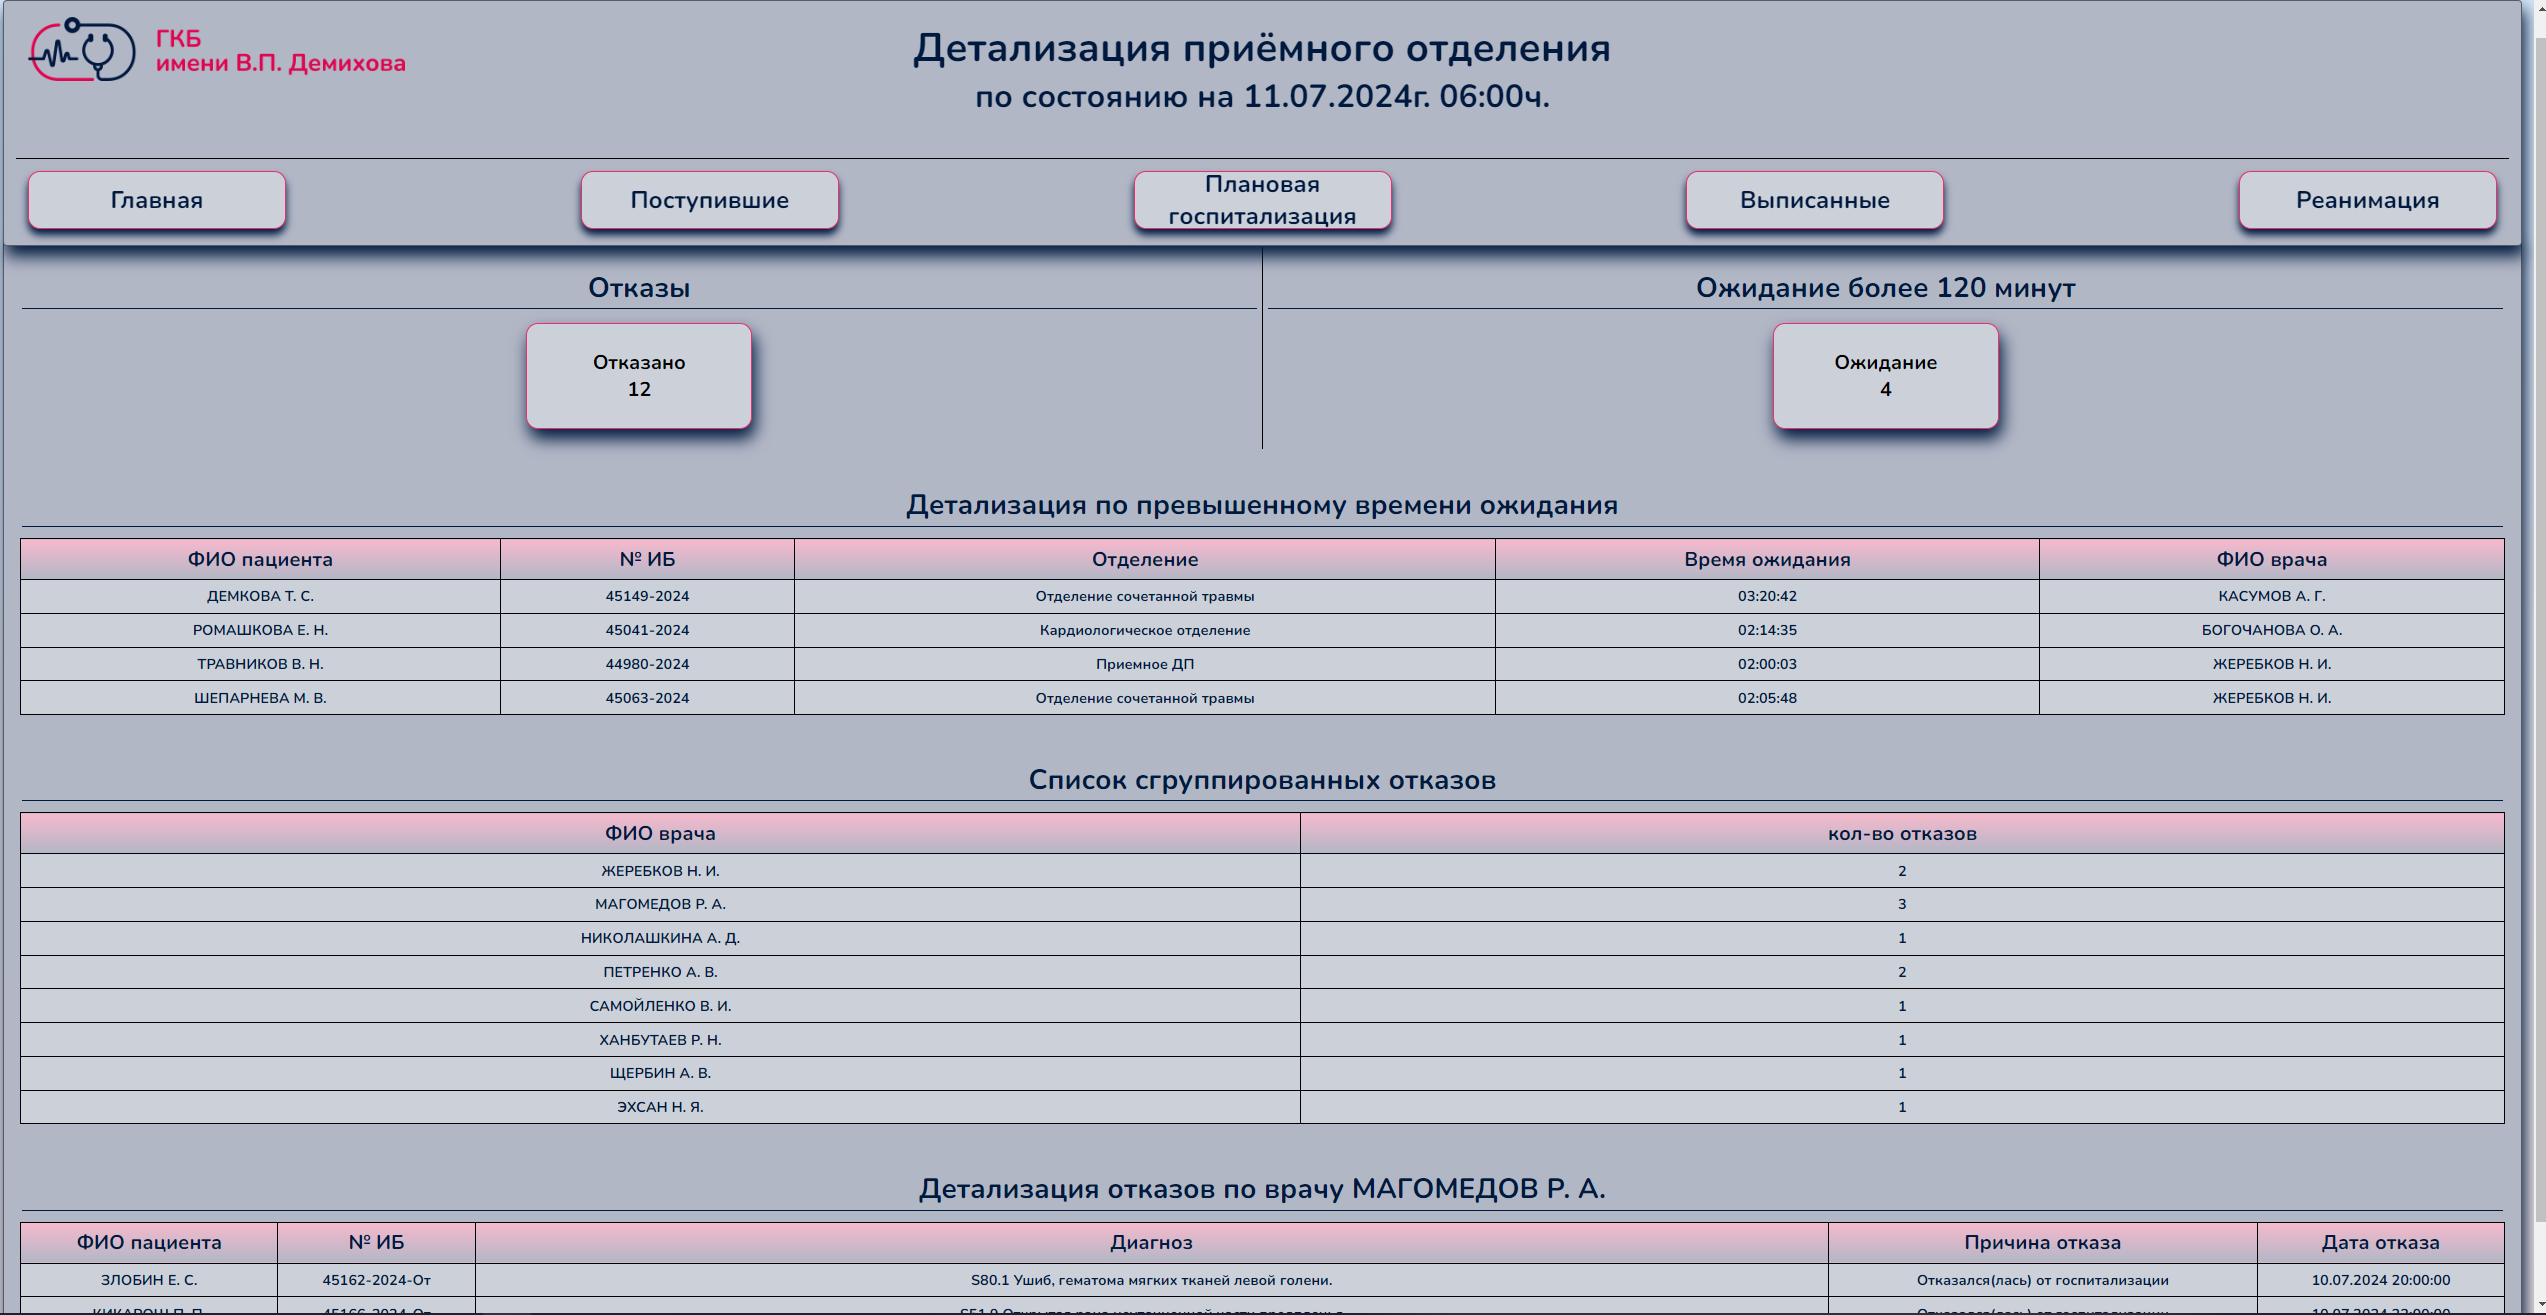 ГКБ
имени В.П. Демихова
Детализация приёмного отделения
по состоянию на 11.07.2024г. 06:00ч.
Главная
Поступившие
Плановая
госпитализация
Выписанные
Реанимация
Отказы
Ожидание более 120 минут
Отказано
12
Ожидание
4
Детализация по превышенному времени ожидания
ФИО пациента № ИБ Отделение Время ожидания ФИО врача
ДЕМКОВА Т. С. 45149-2024 Отделение сочетанной травмы 03:20:42 КАСУМОВ А. Г.
РОМАШКОВА Е. Н. 45041-2024 Кардиологическое отделение 02:14:35 БОГОЧАНОВА О. А.
ТРАВНИКОВ В. Н. 44980-2024 Приемное ДП 02:00:03 ЖЕРЕБКОВ Н. И.
ШЕПАРНЕВА М. В. 45063-2024 Отделение сочетанной травмы 02:05:48 ЖЕРЕБКОВ Н. И.
Список сгруппированных отказов
ФИО врача кол-во отказов
ЖЕРЕБКОВ Н. И. 2
МАГОМЕДОВ Р. А. 3
НИКОЛАШКИНА А. Д. 1
ПЕТРЕНКО А. В. 2
САМОЙЛЕНКО В. И. 1
ХАНБУТАЕВ Р. Н. 1
ЩЕРБИН А. В. 1
ЭХСАН Н. Я. 1
Детализация отказов по врачу МАГОМЕДОВ Р. А.
ФИО пациента № ИБ Диагноз Причина отказа Дата отказа
ЗЛОБИН Е. С. 45162-2024-От S80.1 Ушиб, гематома мягких тканей левой голени. Отказался(лась) от госпитализации 10.07.2024 20:00:00